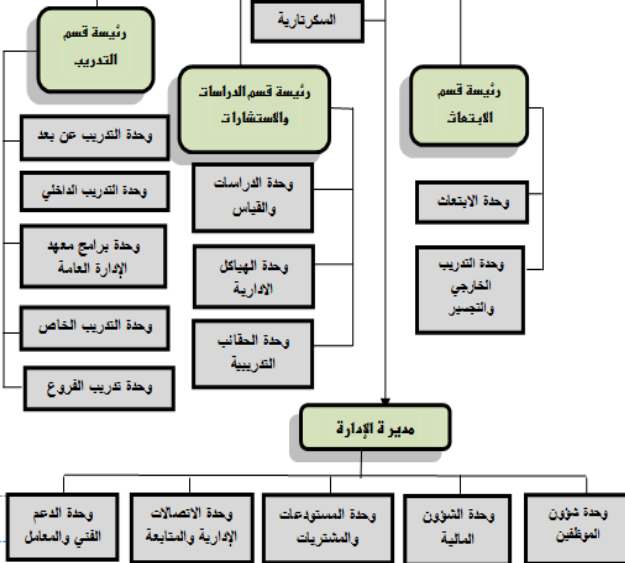 السكرتارية
رئيسة قسم
الابتعاث
وحدة الابتعاث
وحدة التدريب
الخارجي
والتجسير
رئيسة قسم الدراسات
والاستشارات
وحدة الدراسات
والقياس
وحدة الهياكل
الادارية
وحدة الحقائب
التدريبية
رئيسة قسم
التدريب
وحدة التدريب عن بعد
وحدة التدريب الداخلي
وحدة برامج معهد
الإدارة العامة
وحدة التدريب الخاص
وحدة تدريب الفروع
مديرة الإدارة
وحدة شؤون
الموظفين
وحدة الشؤون
المالية
وحدة المستودعات
والمشتريات
وحدة الاتصالات
الإدارية والمتابعة
وحدة الدعم
الفني والمعامل